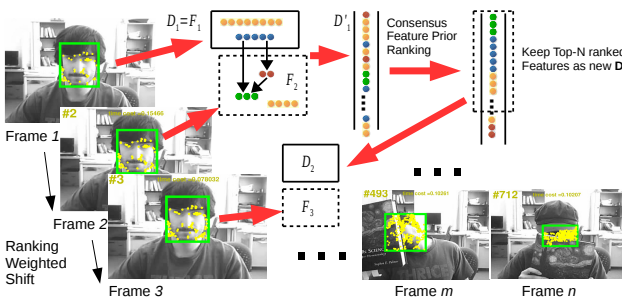 D₁=F₁
D'₁
Consensus
Feature Prior
Ranking
Keep Top-N ranked
Features as new D
F₂
#2
Frame 1
#3
D₂
F₃
#493
#712
Frame 2
Ranking
Weighted
Shift
Frame 3
Frame m
Frame n